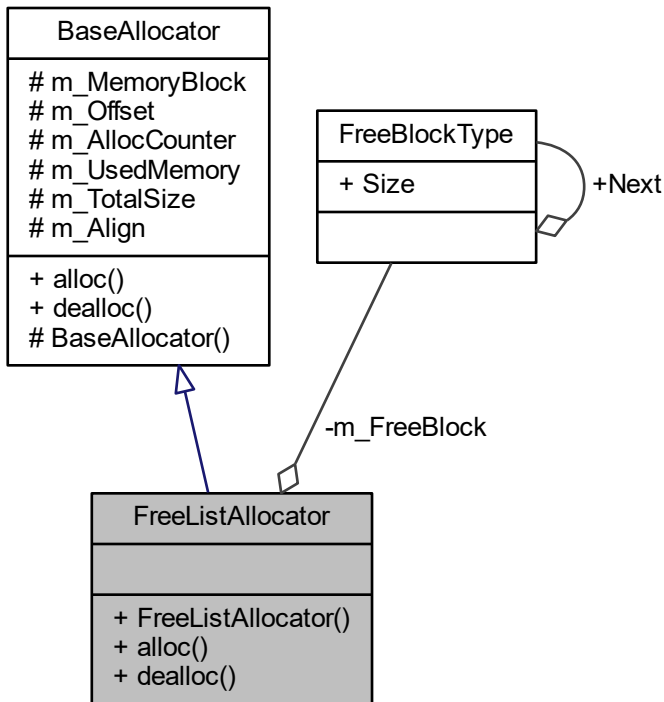 BaseAllocator
# m_MemoryBlock
# m_Offset
# m_AllocCounter
# m_UsedMemory
# m_TotalSize
# m_Align
+ alloc()
+ dealloc()
# BaseAllocator()
FreeBlockType
+ Size
+Next
-m_FreeBlock
FreeListAllocator
+ FreeListAllocator()
+ alloc()
+ dealloc()